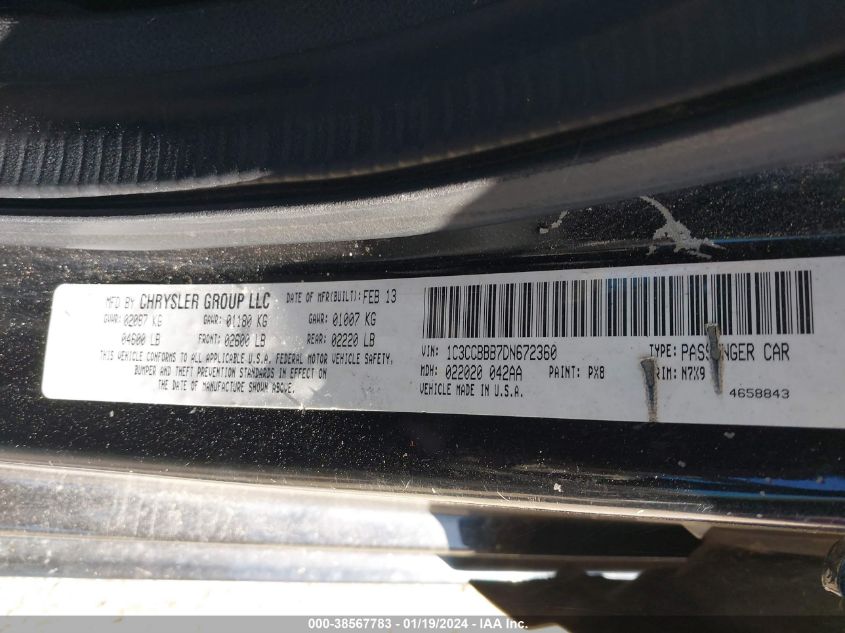 MFD BY CHRYSLER GROUP LLC DATE OF MFR(BUILT): FEB 13
GVWR: 02087 KG GAWR: 01180 KG GAWR: 01007 KG
04600 LB FRONT: 02600 LB REAR: 02220 LB
THIS VEHICLE CONFORMS TO ALL APPLICABLE U.S.A. FEDERAL MOTOR VEHICLE SAFETY,
BUMPER AND THEFT PREVENTION STANDARDS IN EFFECT ON
THE DATE OF MANUFACTURE SHOWN ABOVE.
VIN: 1C3CCBBB7DN672360 TYPE: PASSENGER CAR
MDH: 022020 042AA PAINT: PX8 TRIM: N7X9
VEHICLE MADE IN U.S.A. 4658843
000-38567783 - 01/19/2024 - IAA Inc.